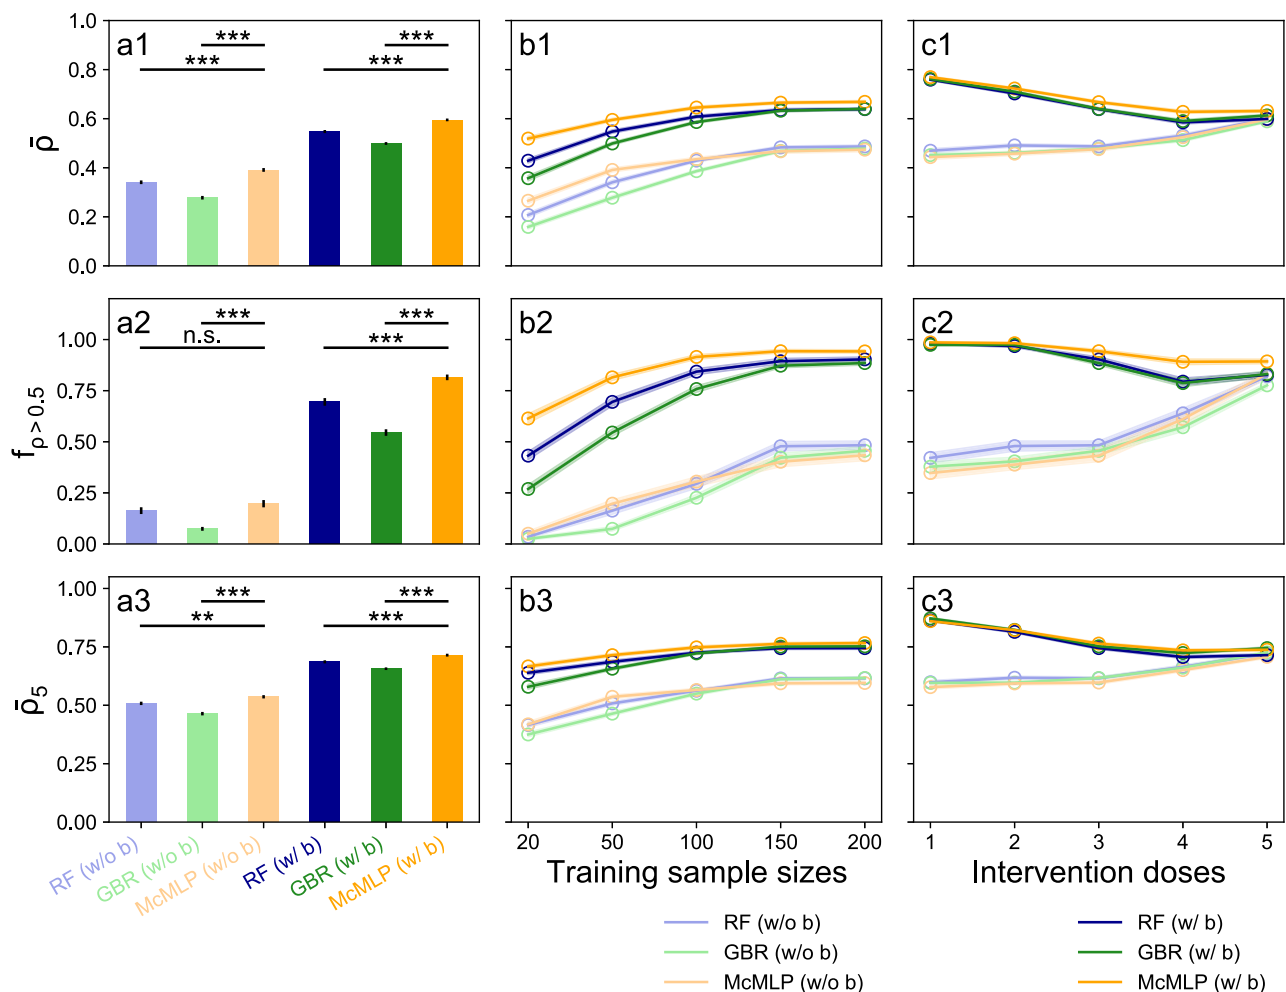 a1
***
***
***
***
1.0
0.8
0.6
0.4
0.2
0.0
ρ̄
b1
c1
a2
***
n.s.
***
***
1.00
0.75
0.50
0.25
0.00
f ρ > 0.5
b2
c2
a3
***
**
***
***
1.00
0.75
0.50
0.25
0.00
ρ̄5
b3
c3
RF (w/o b)
GBR (w/o b)
McMLP (w/o b)
RF (w/ b)
GBR (w/ b)
McMLP (w/ b)
20 50 100 150 200
Training sample sizes
1 2 3 4 5
Intervention doses
RF (w/o b)
GBR (w/o b)
McMLP (w/o b)
RF (w/ b)
GBR (w/ b)
McMLP (w/ b)